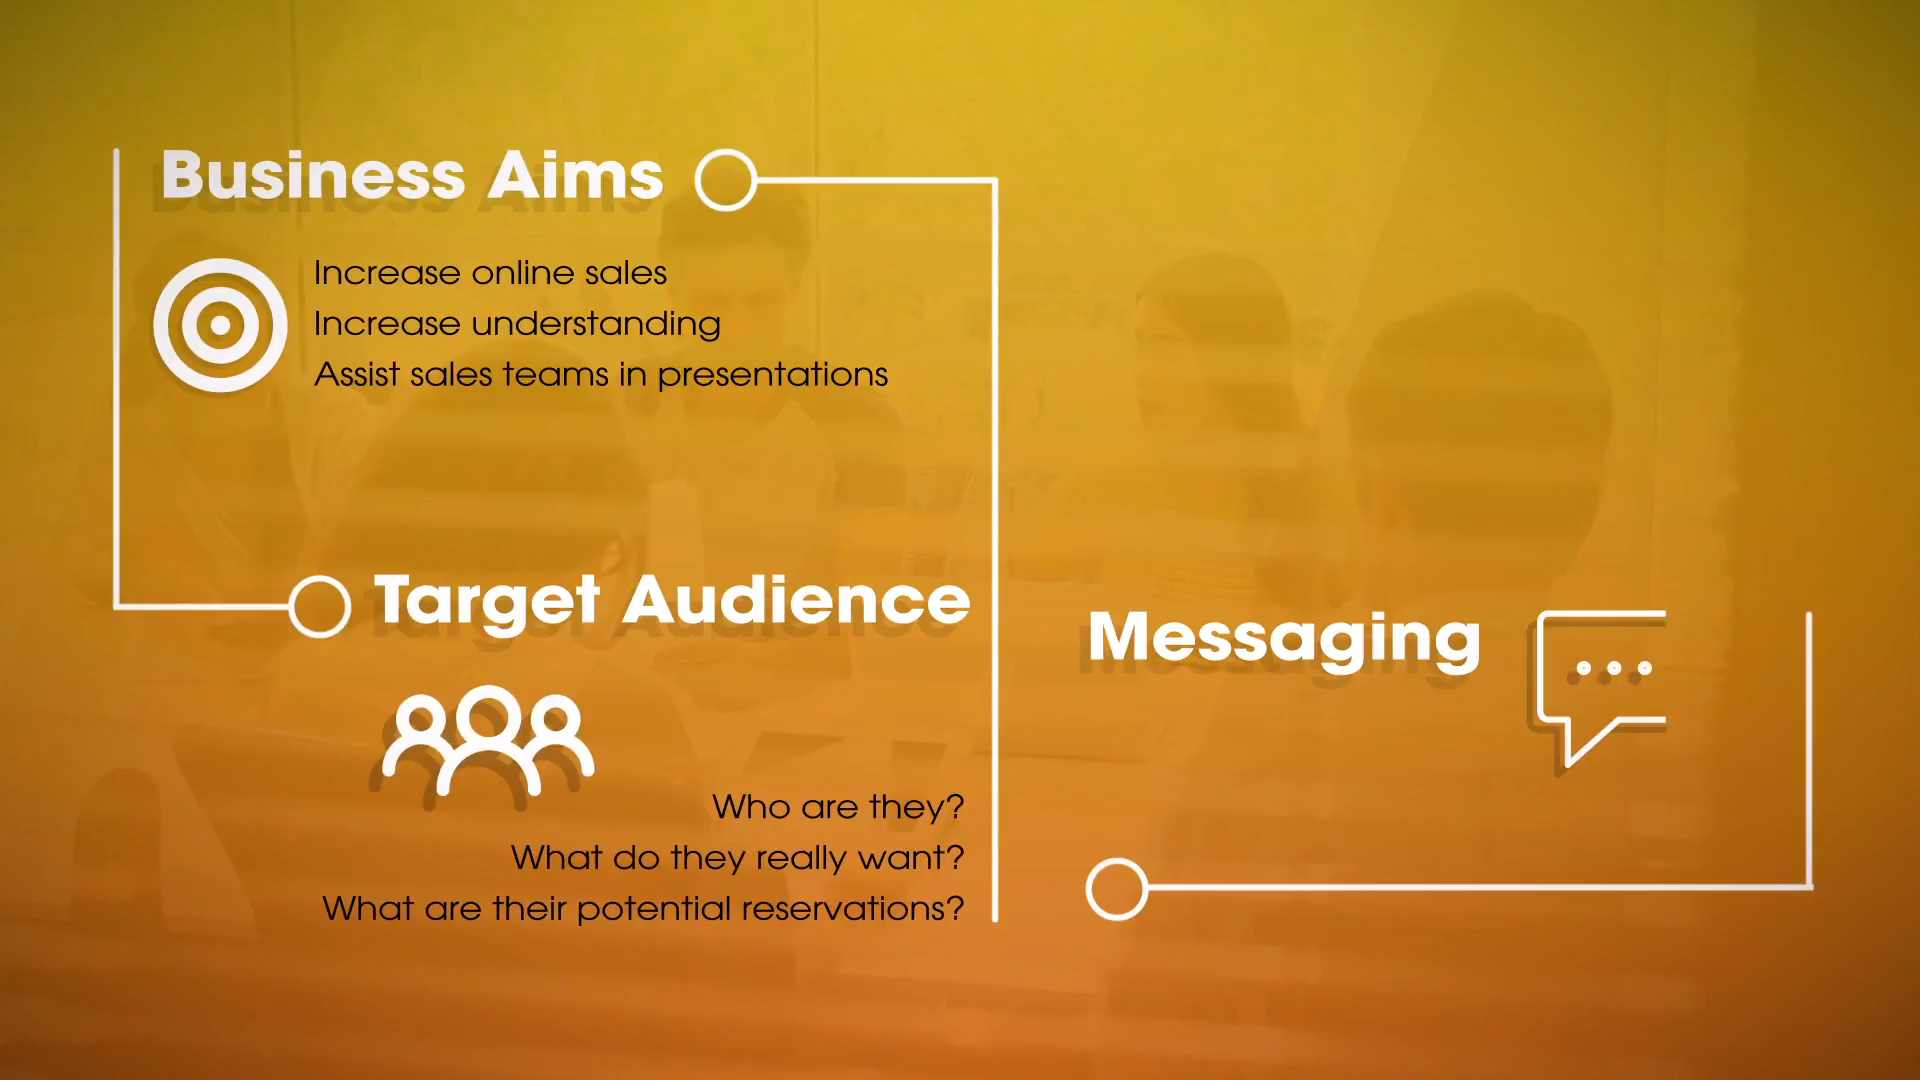 Business Aims
Increase online sales
Increase understanding
Assist sales teams in presentations
Target Audience
Who are they?
What do they really want?
What are their potential reservations?
Messaging